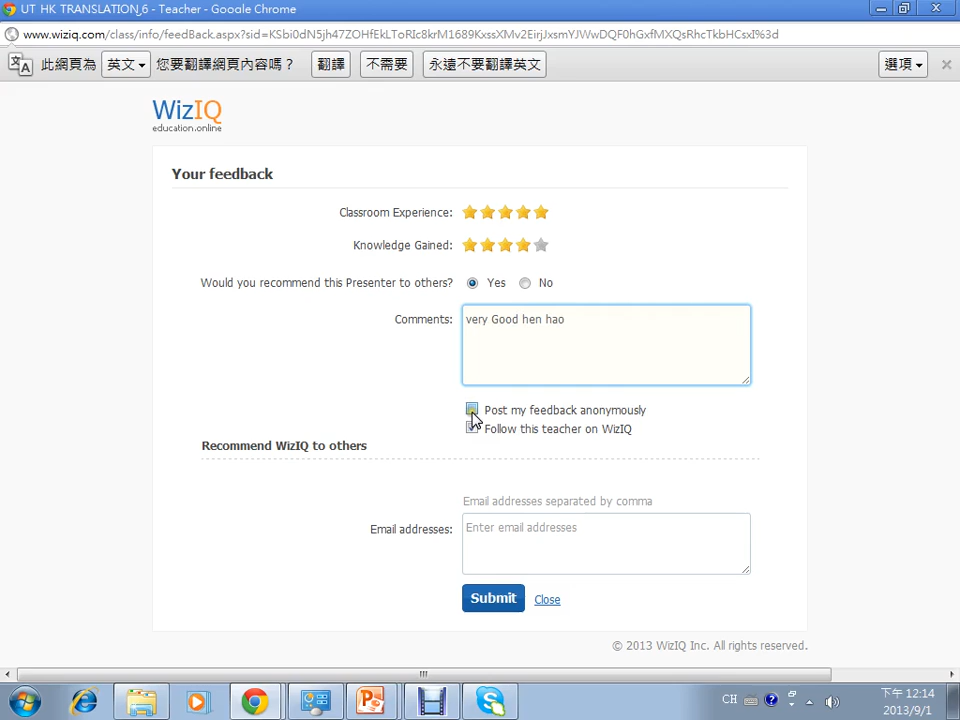 UT HK TRANSLATION_6 - Teacher - Google Chrome
www.wiziq.com/class/info/feedBack.aspx?sid=KSbi0dN5jh47ZOHfEkLToRIc8krM1689KxssXMv2EirjJxsmYJWwDQF0hGxfMXQsRhcTkbHCsxI%3d
此網頁為 英文 您要翻譯網頁內容嗎？ 翻譯 不需要 永遠不要翻譯英文 選項
WizIQ
education.online
Your feedback
Classroom Experience:
Knowledge Gained:
Would you recommend this Presenter to others? Yes No
Comments: very Good hen hao
Post my feedback anonymously
Follow this teacher on WizIQ
Recommend WizIQ to others
Email addresses separated by comma
Email addresses: Enter email addresses
Submit Close
© 2013 WizIQ Inc. All rights reserved.
CH 下午 12:14
2013/9/1